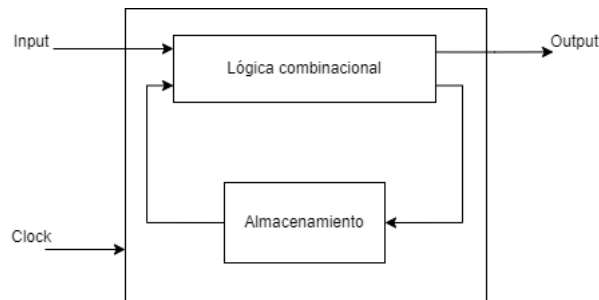 Input
Lógica combinacional
Output
Almacenamiento
Clock